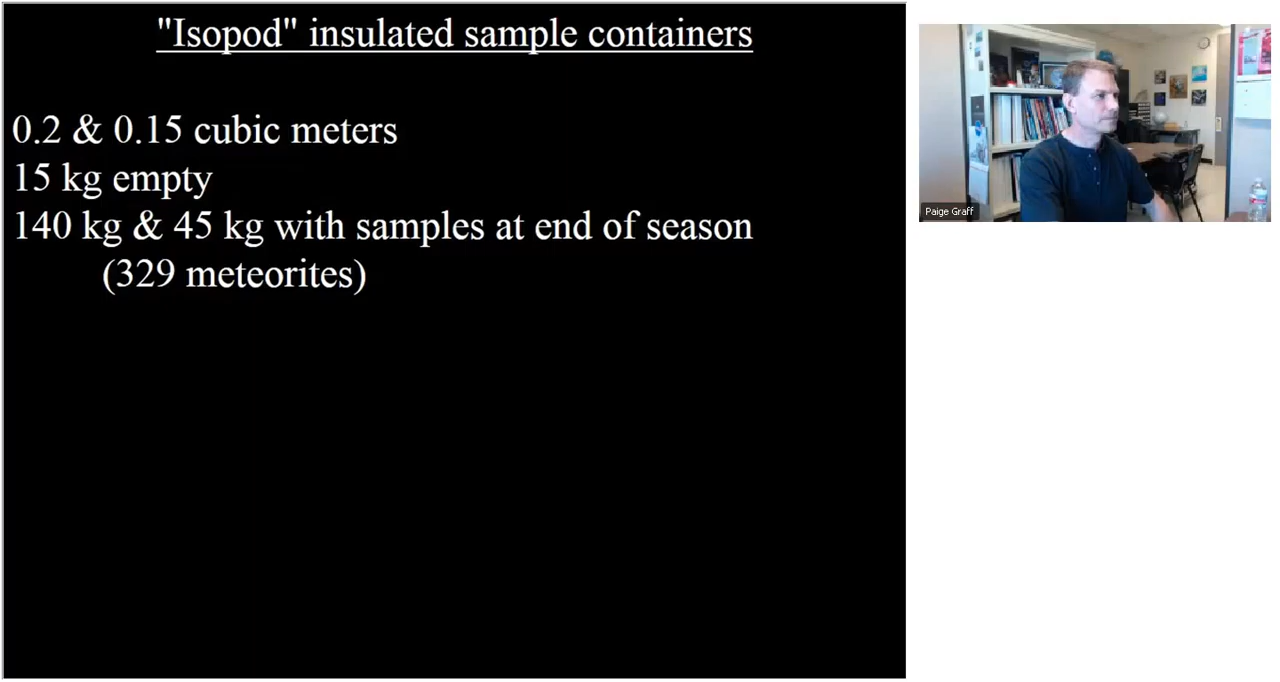 "Isopod" insulated sample containers
0.2 & 0.15 cubic meters
15 kg empty
140 kg & 45 kg with samples at end of season
(329 meteorites)
Paige Graff